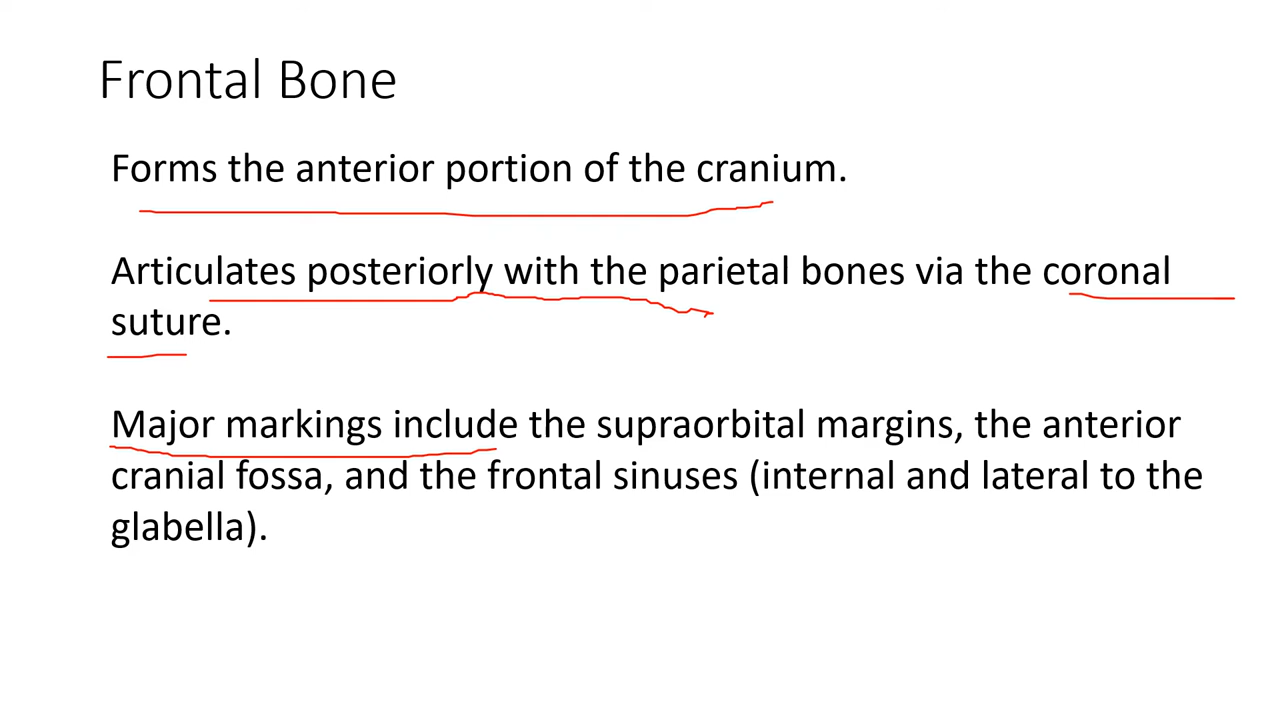 Frontal Bone
Forms the anterior portion of the cranium.
Articulates posteriorly with the parietal bones via the coronal
suture.
Major markings include the supraorbital margins, the anterior
cranial fossa, and the frontal sinuses (internal and lateral to the
glabella).